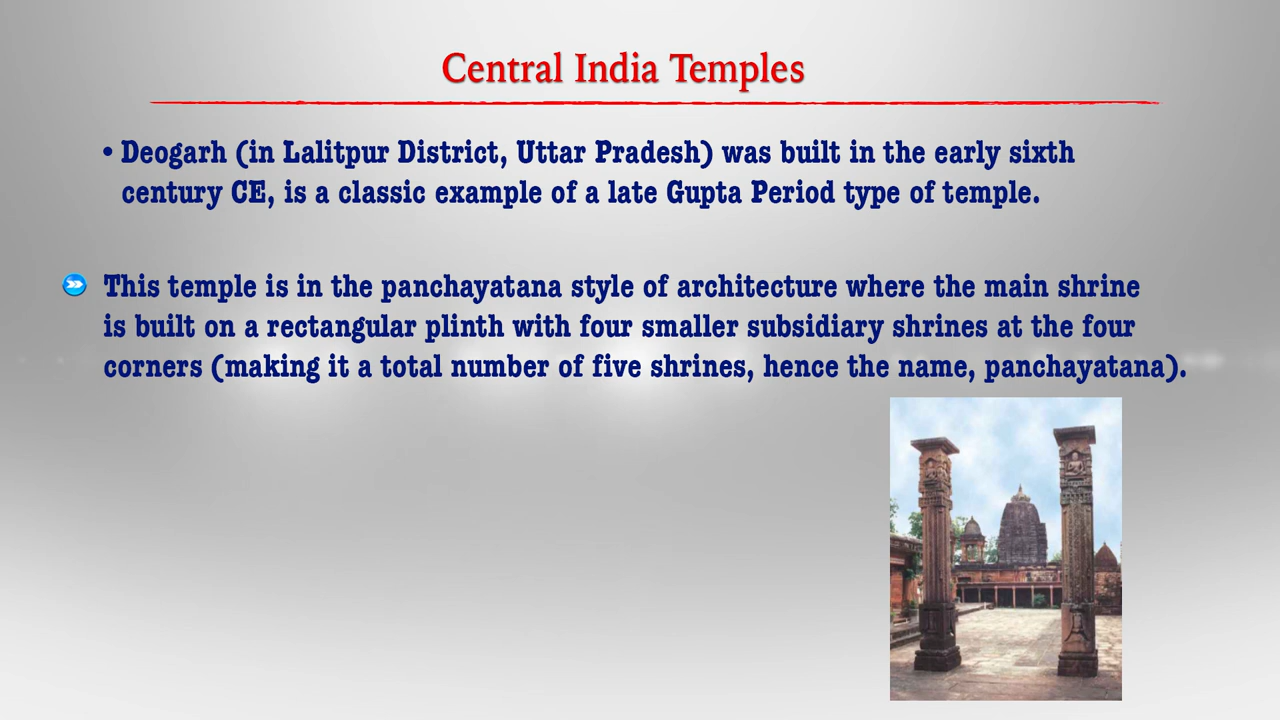 Central India Temples
• Deogarh (in Lalitpur District, Uttar Pradesh) was built in the early sixth
century CE, is a classic example of a late Gupta Period type of temple.
This temple is in the panchayatana style of architecture where the main shrine
is built on a rectangular plinth with four smaller subsidiary shrines at the four
corners (making it a total number of five shrines, hence the name, panchayatana).